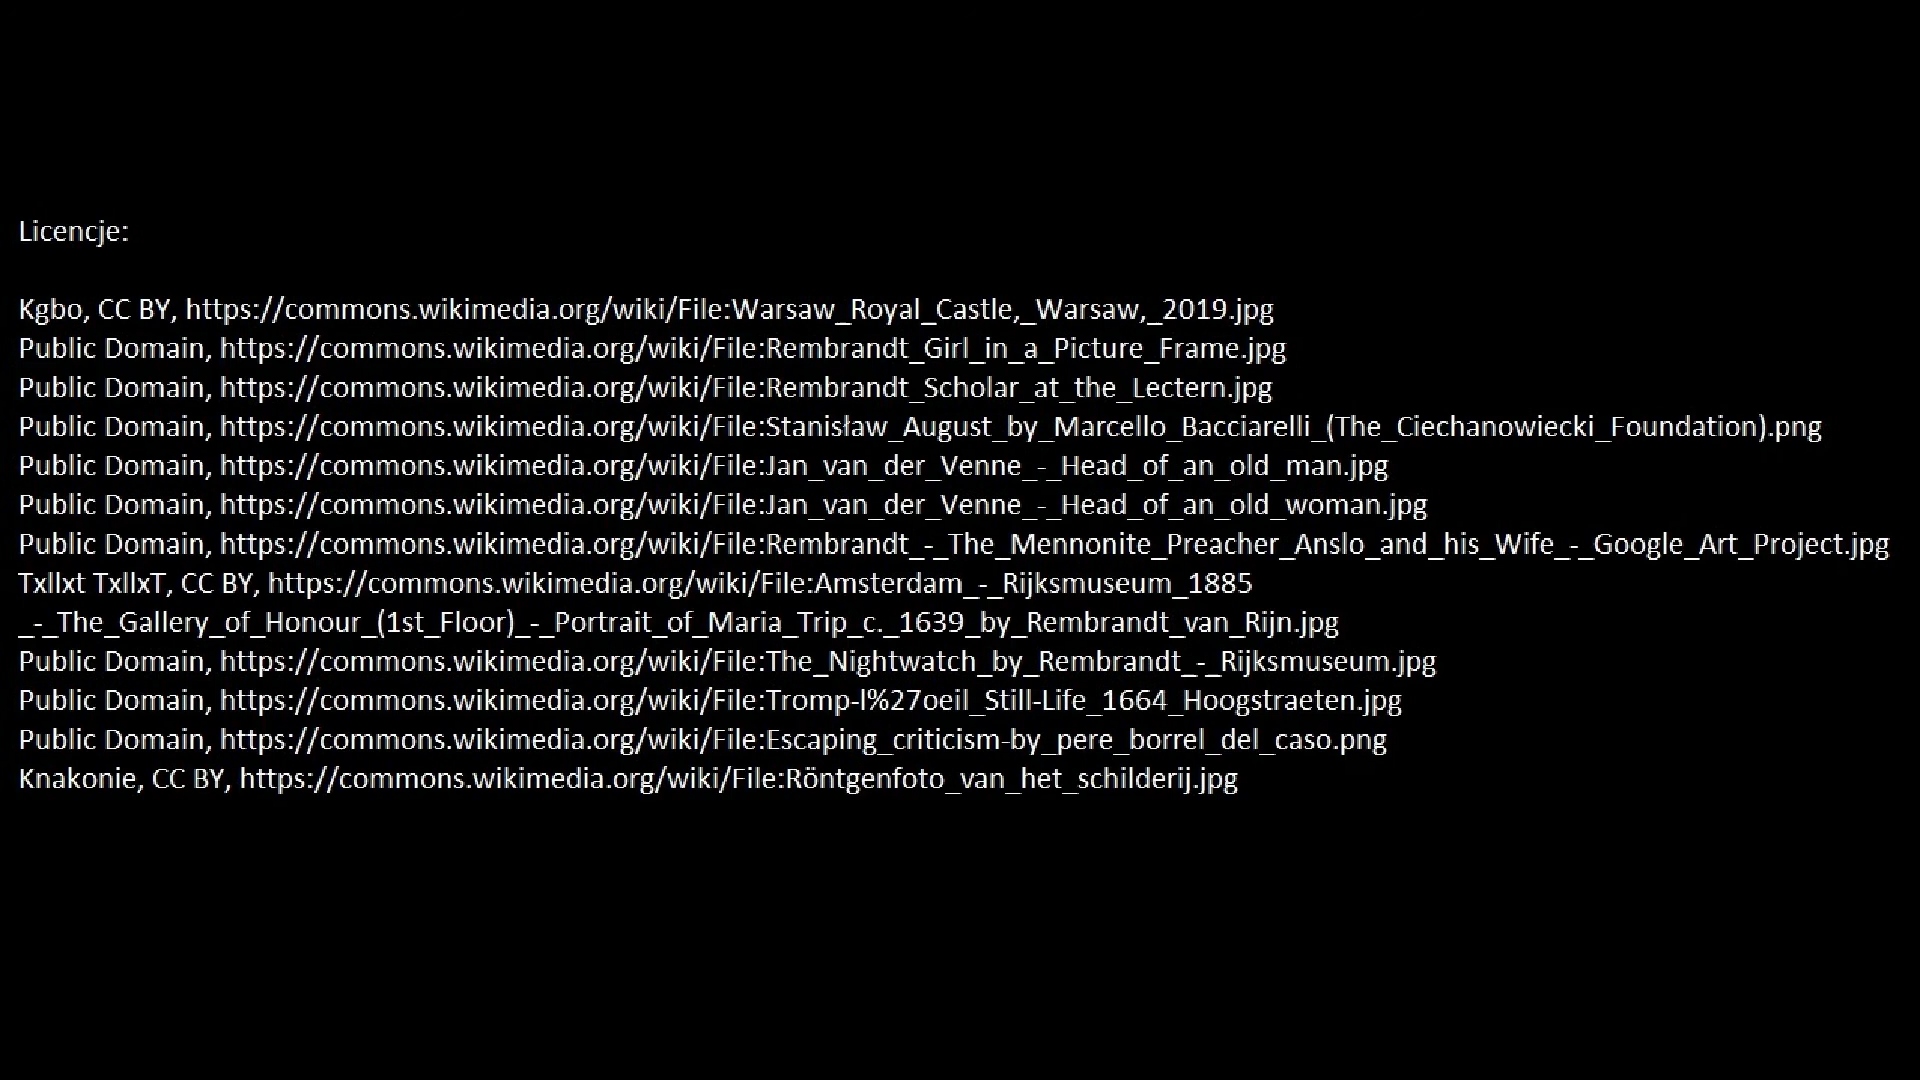 Licencje:
Kgbo, CC BY, https://commons.wikimedia.org/wiki/File:Warsaw_Royal_Castle,_Warsaw,_2019.jpg
Public Domain, https://commons.wikimedia.org/wiki/File:Rembrandt_Girl_in_a_Picture_Frame.jpg
Public Domain, https://commons.wikimedia.org/wiki/File:Rembrandt_Scholar_at_the_Lectern.jpg
Public Domain, https://commons.wikimedia.org/wiki/File:Stanisław_August_by_Marcello_Bacciarelli_(The_Ciechanowiecki_Foundation).png
Public Domain, https://commons.wikimedia.org/wiki/File:Jan_van_der_Venne_-_Head_of_an_old_man.jpg
Public Domain, https://commons.wikimedia.org/wiki/File:Jan_van_der_Venne_-_Head_of_an_old_woman.jpg
Public Domain, https://commons.wikimedia.org/wiki/File:Rembrandt_-_The_Mennonite_Preacher_Anslo_and_his_Wife_-_Google_Art_Project.jpg
Txllxt TxllxT, CC BY, https://commons.wikimedia.org/wiki/File:Amsterdam_-_Rijksmuseum_1885
_-_The_Gallery_of_Honour_(1st_Floor)_-_Portrait_of_Maria_Trip_c._1639_by_Rembrandt_van_Rijn.jpg
Public Domain, https://commons.wikimedia.org/wiki/File:The_Nightwatch_by_Rembrandt_-_Rijksmuseum.jpg
Public Domain, https://commons.wikimedia.org/wiki/File:Tromp-l%27oeil_Still-Life_1664_Hoogstraeten.jpg
Public Domain, https://commons.wikimedia.org/wiki/File:Escaping_criticism-by_pere_borrel_del_caso.png
Knakonie, CC BY, https://commons.wikimedia.org/wiki/File:Röntgenfoto_van_het_schilderij.jpg